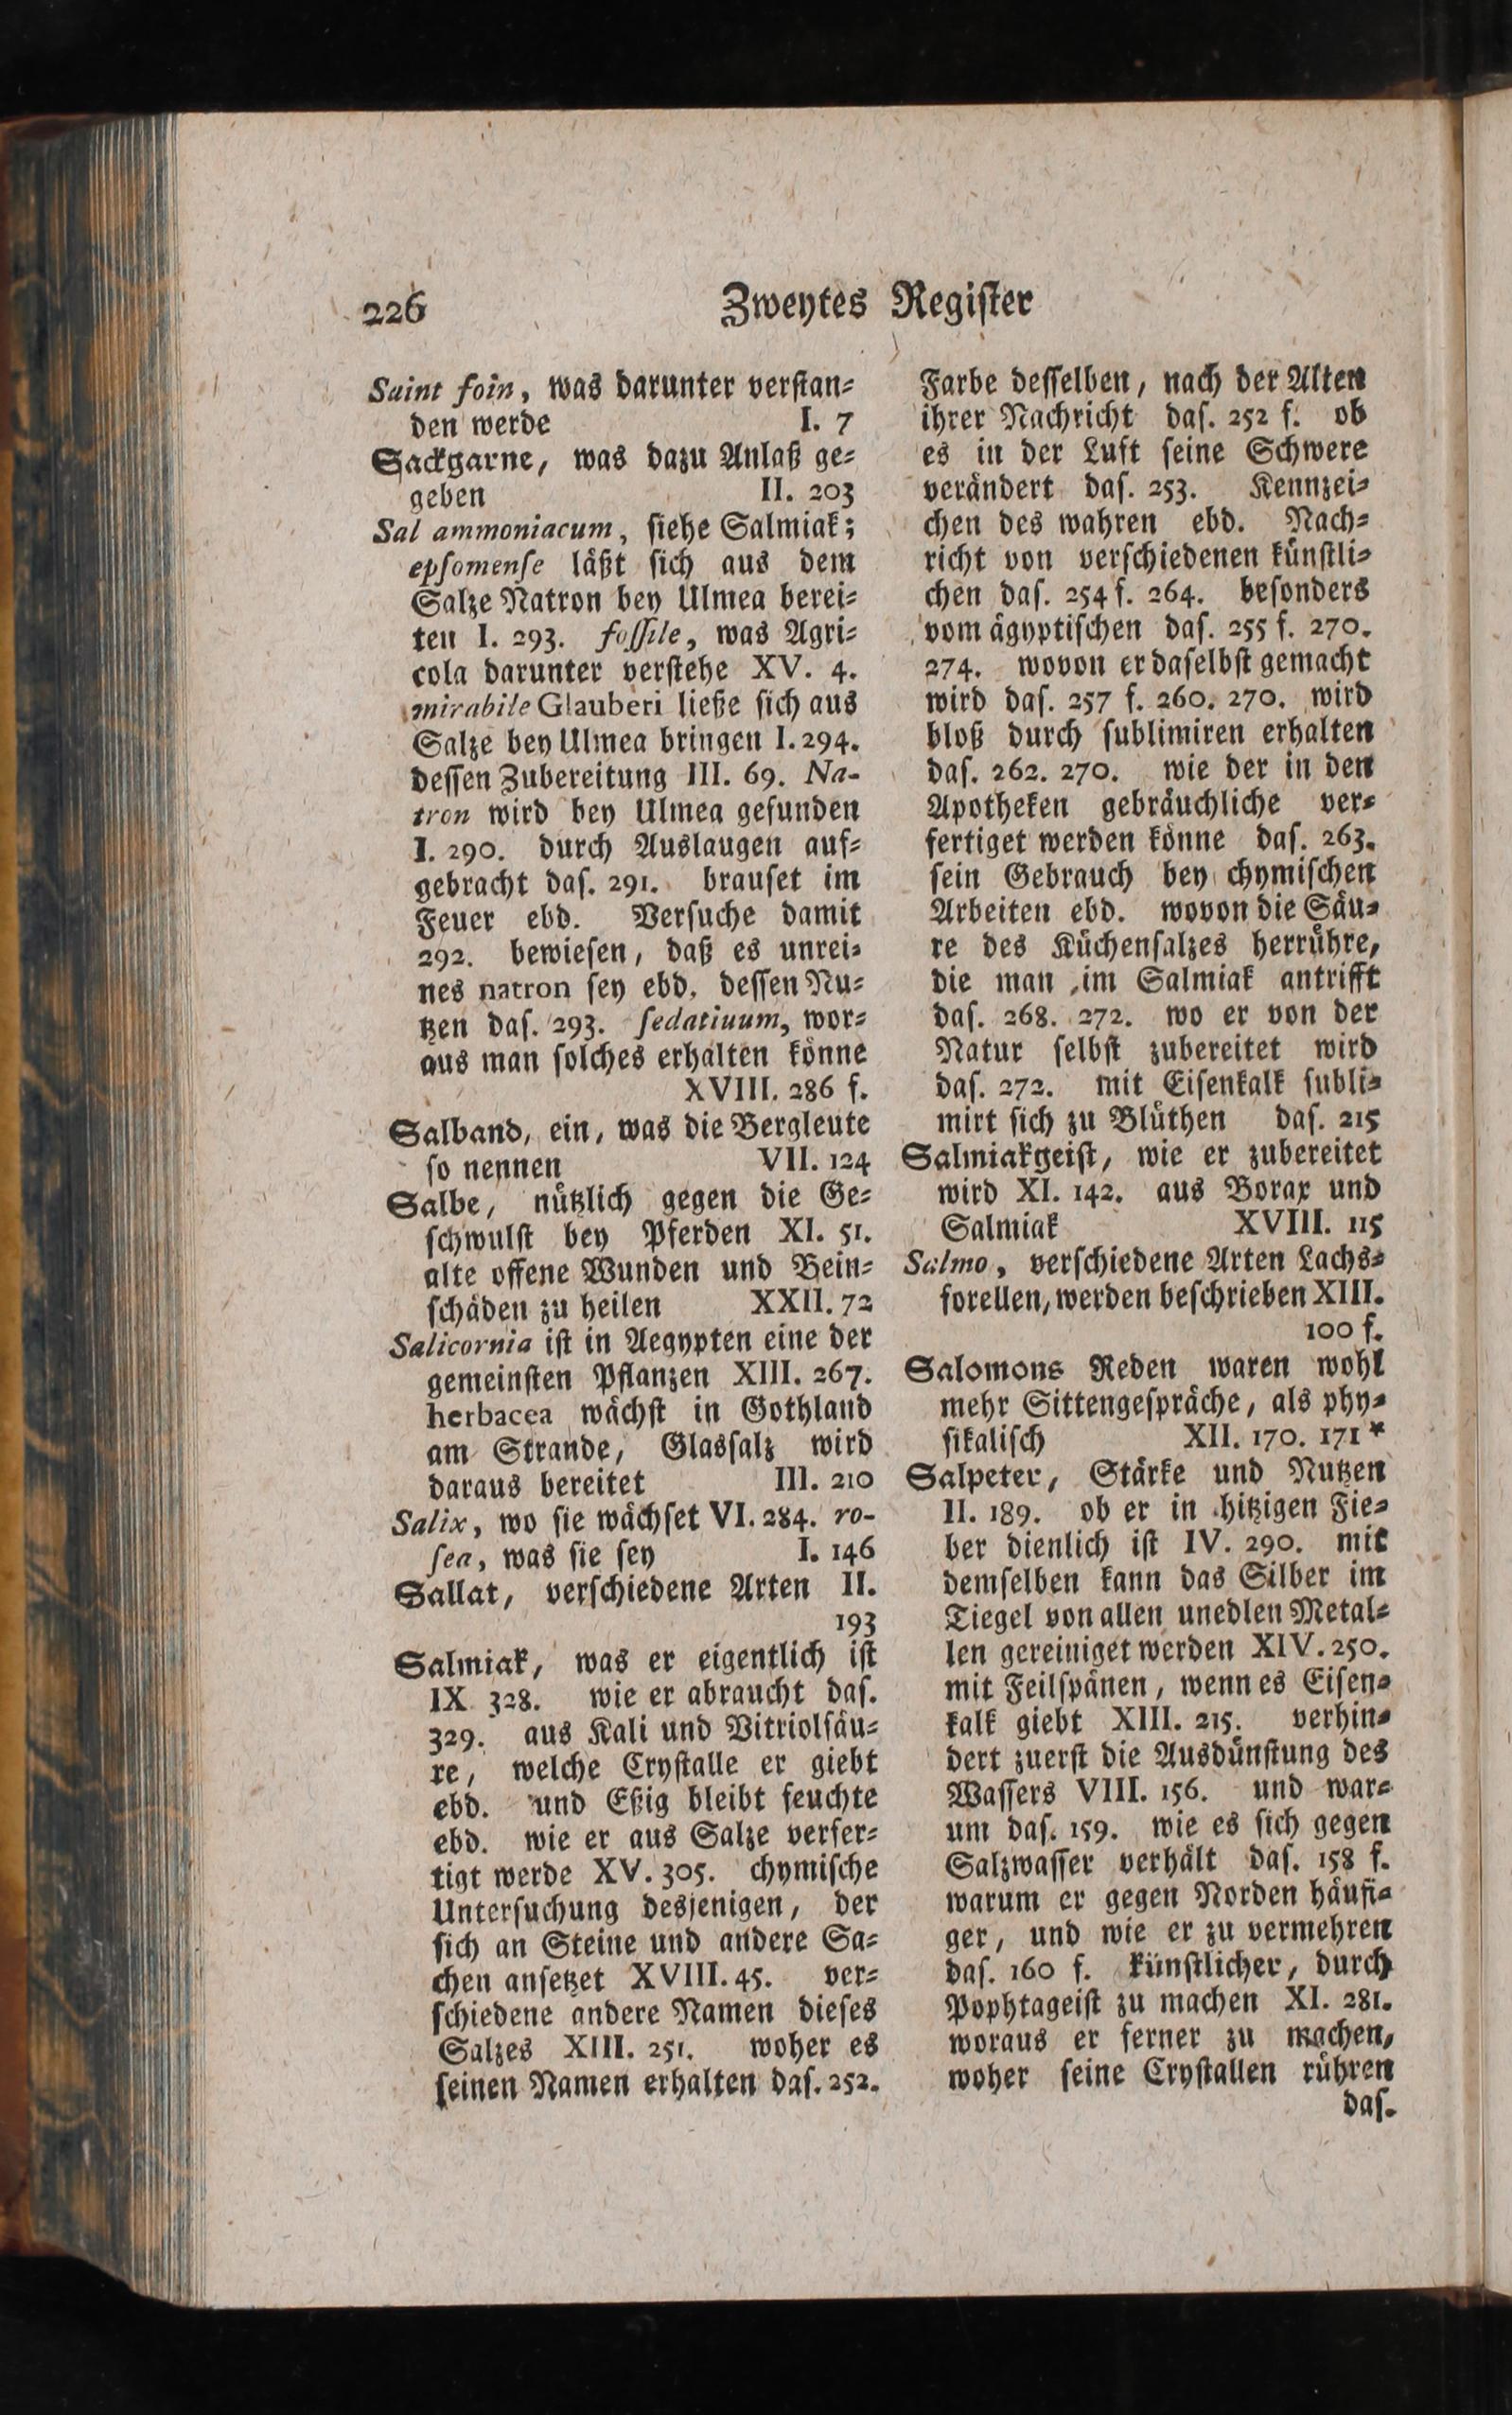 226
Zweytes Register
Saint foin, was darunter verſtan⸗
den werde I. 7
Sackgarne, was dazu Anlaß ge⸗
geben II. 203
Sal ammoniacum, ſiehe Salmiak;
epſomenſe läßt ſich aus dem
Salze Natron bey Ulmea berei⸗
ten I. 293. foſſile, was Agri⸗
cola darunter verſtehe XV. 4.
mirabile Glauberi ließe ſich aus
Salze bey Ulmea bringen I. 294.
deſſen Zubereitung III. 69. Na-
tron wird bey Ulmea gefunden
I. 290. durch Auslaugen auf⸗
gebracht daſ. 291. brauſet im
Feuer ebd. Verſuche damit
292. bewieſen, daß es unrei⸗
nes natron ſey ebd. deſſen Nu⸗
tzen daſ. 293. ſedatiuum, wor⸗
aus man ſolches erhalten könne
XVIII. 286 f.
Salband, ein, was die Bergleute
ſo nennen VII. 124
Salbe, nützlich gegen die Ge⸗
ſchwulſt bey Pferden XI. 51.
alte offene Wunden und Bein⸗
ſchäden zu heilen XXII. 72
Salicornia iſt in Aegypten eine der
gemeinſten Pflanzen XIII. 267.
herbacea wächſt in Gothland
am Strande, Glasſalz wird
daraus bereitet III. 210
Salix, wo ſie wächſet VI. 284. ro-
ſea, was ſie ſey I. 146
Sallat, verſchiedene Arten II.
193
Salmiak, was er eigentlich iſt
IX 328. wie er abraucht daſ.
329. aus Kali und Vitriolſäu⸗
re, welche Cryſtalle er giebt
ebd. und Eßig bleibt feuchte
ebd. wie er aus Salze verfer⸗
tigt werde XV. 305. chymiſche
Unterſuchung desjenigen, der
ſich an Steine und andere Sa⸗
chen anſetzet XVIII. 45. ver⸗
ſchiedene andere Namen dieſes
Salzes XIII. 251. woher es
ſeinen Namen erhalten daſ. 252.
Farbe deſſelben, nach der Alten
ihrer Nachricht daſ. 252 f. ob
es in der Luft ſeine Schwere
verändert daſ. 253. Kennzei⸗
chen des wahren ebd. Nach⸗
richt von verſchiedenen künſtli⸗
chen daſ. 254 f. 264. beſonders
vom ägyptiſchen daſ. 255 f. 270.
274. wovon er daſelbſt gemacht
wird daſ. 257 f. 260. 270. wird
bloß durch ſublimiren erhalten
daſ. 262. 270. wie der in den
Apotheken gebräuchliche ver⸗
fertiget werden könne daſ. 263.
ſein Gebrauch bey chymiſchen
Arbeiten ebd. wovon die Säu⸗
re des Küchenſalzes herrühre,
die man im Salmiak antrifft
daſ. 268. 272. wo er von der
Natur ſelbſt zubereitet wird
daſ. 272. mit Eiſenkalk ſubli⸗
mirt ſich zu Blüthen daſ. 215
Salmiakgeiſt, wie er zubereitet
wird XI. 142. aus Borax und
Salmiak XVIII. 115
Salmo, verſchiedene Arten Lachs⸗
forellen, werden beſchrieben XIII.
100 f.
Salomons Reden waren wohl
mehr Sittengeſpräche, als phy⸗
ſikaliſch XII. 170. 171*
Salpeter, Stärke und Nutzen
II. 189. ob er in hitzigen Fie⸗
ber dienlich iſt IV. 290. mit
demſelben kann das Silber im
Tiegel von allen unedlen Metal⸗
len gereiniget werden XIV. 250.
mit Feilſpänen, wenn es Eiſen⸗
kalk giebt XIII. 215. verhin⸗
dert zuerſt die Ausdünſtung des
Waſſers VIII. 156. und war⸗
um daſ. 159. wie es ſich gegen
Salzwaſſer verhält daſ. 158 f.
warum er gegen Norden häufi⸗
ger, und wie er zu vermehren
daſ. 160 f. künſtlicher, durch
Pophtageiſt zu machen XI. 281.
woraus er ferner zu machen,
woher ſeine Cryſtallen rühren
daſ.